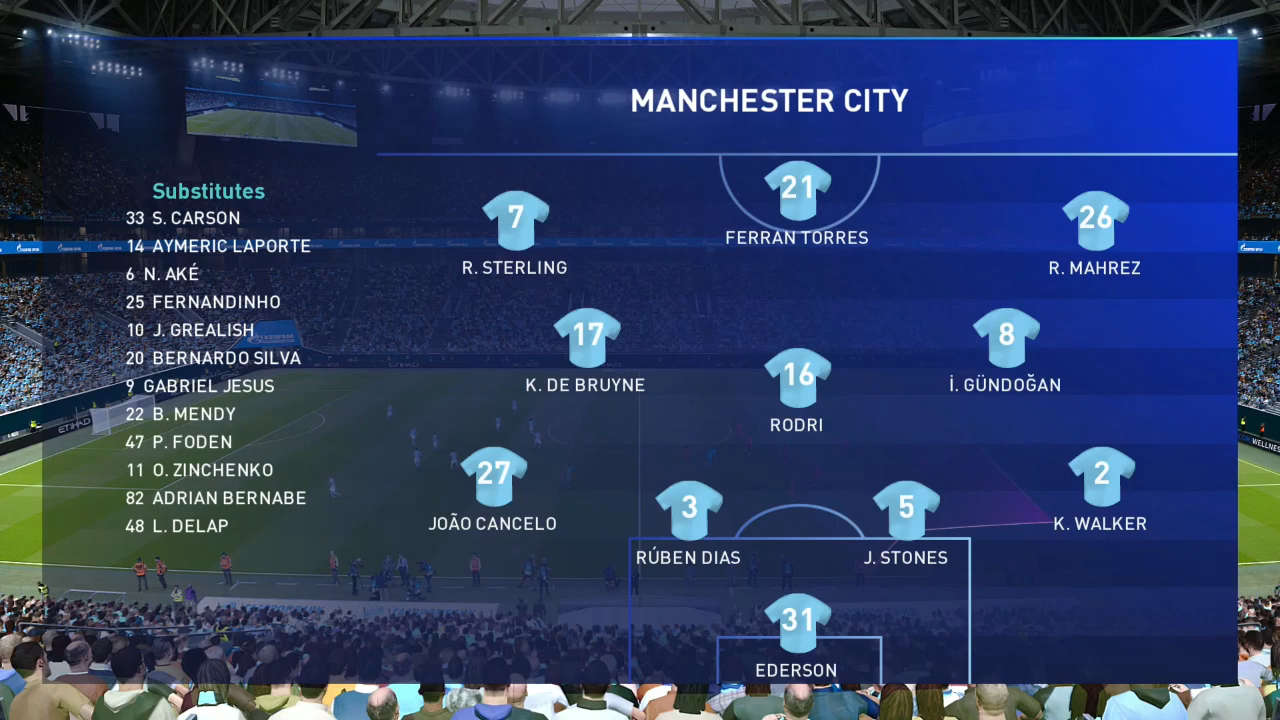 MANCHESTER CITY
Substitutes
33 S. CARSON
14 AYMERIC LAPORTE
6 N. AKÉ
25 FERNANDINHO
10 J. GREALISH
20 BERNARDO SILVA
9 GABRIEL JESUS
22 B. MENDY
47 P. FODEN
11 O. ZINCHENKO
82 ADRIAN BERNABE
48 L. DELAP
21
FERRAN TORRES
7
R. STERLING
26
R. MAHREZ
17
K. DE BRUYNE
8
İ. GÜNDOĞAN
16
RODRI
27
JOÃO CANCELO
2
K. WALKER
3
RÚBEN DIAS
5
J. STONES
31
EDERSON
ETIHAD
WELLNES